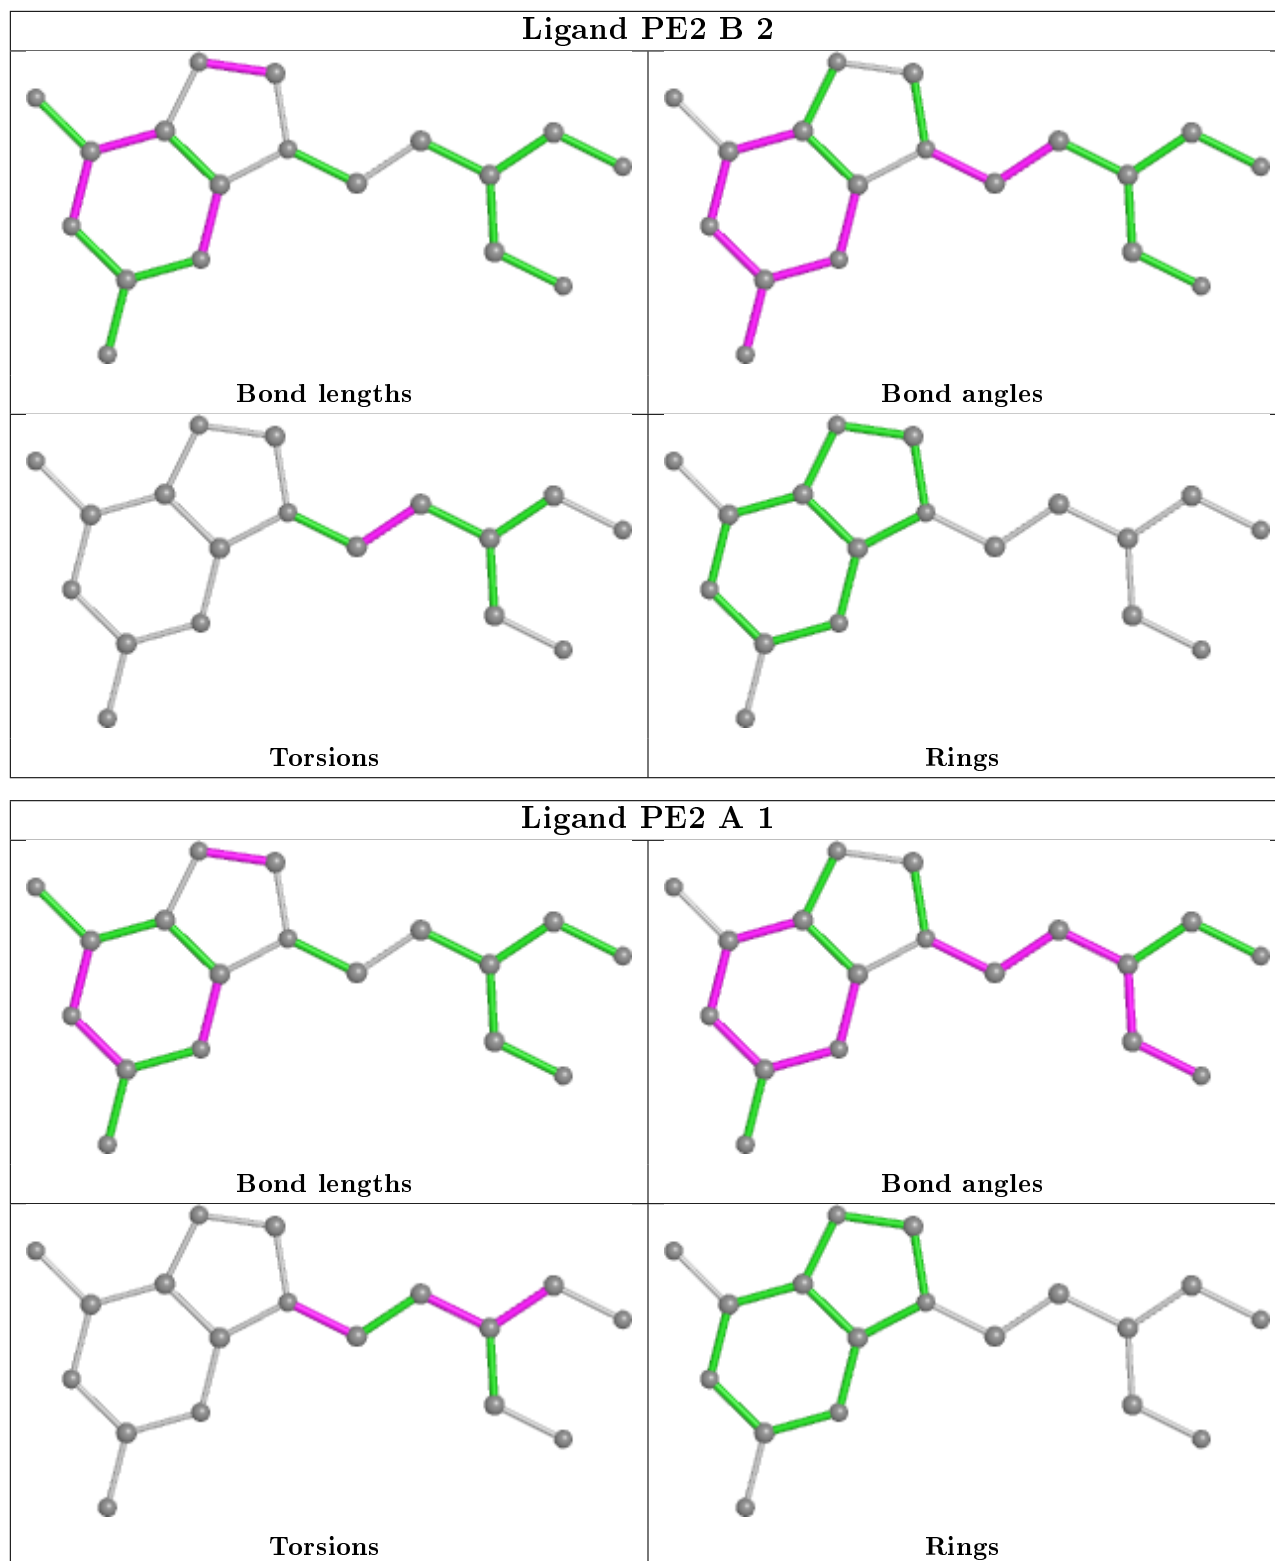 Ligand PE2 B 2
Bond lengths
Bond angles
Torsions
Rings
Ligand PE2 A 1
Bond lengths
Bond angles
Torsions
Rings